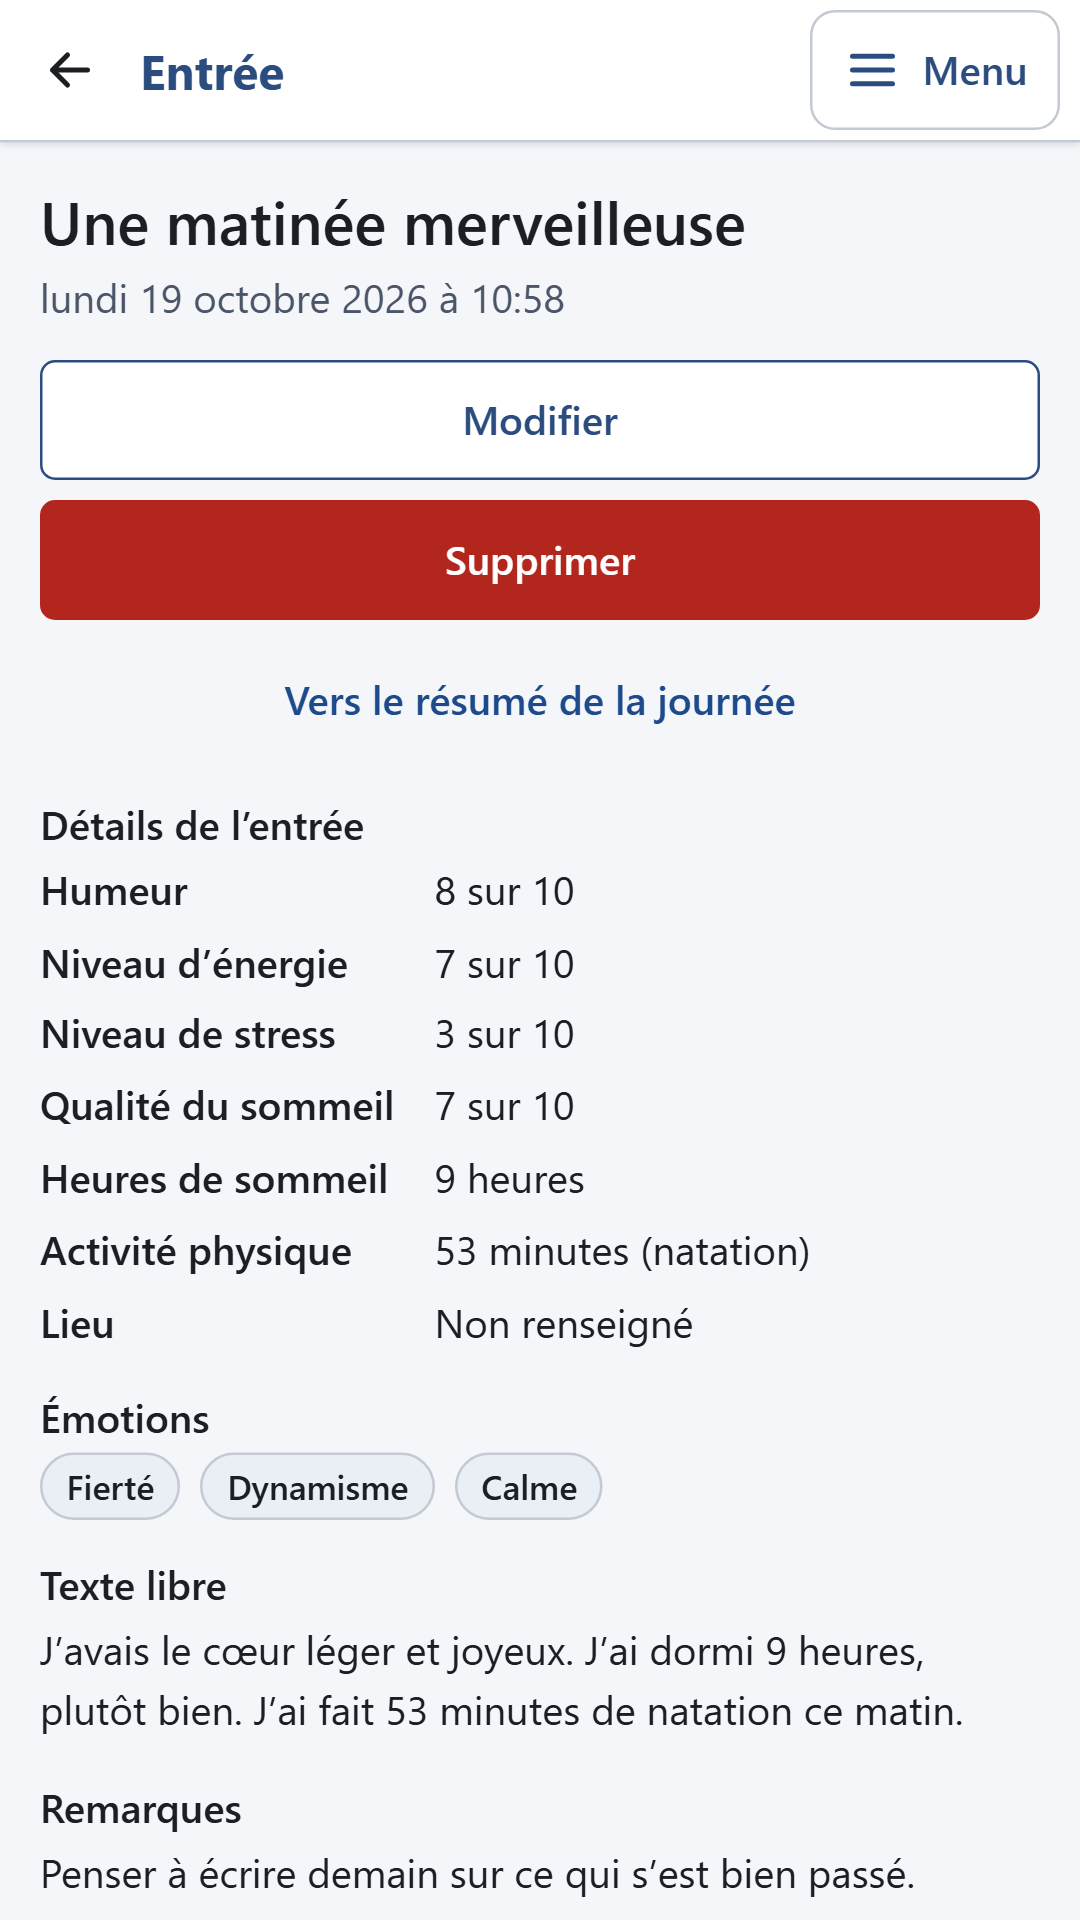 Entrée
Menu
Une matinée merveilleuse
lundi 19 octobre 2026 à 10:58
Modifier
Supprimer
Vers le résumé de la journée
Détails de l’entrée
Humeur 8 sur 10
Niveau d’énergie 7 sur 10
Niveau de stress 3 sur 10
Qualité du sommeil 7 sur 10
Heures de sommeil 9 heures
Activité physique 53 minutes (natation)
Lieu Non renseigné
Émotions
Fierté Dynamisme Calme
Texte libre
J’avais le cœur léger et joyeux. J’ai dormi 9 heures,
plutôt bien. J’ai fait 53 minutes de natation ce matin.
Remarques
Penser à écrire demain sur ce qui s’est bien passé.